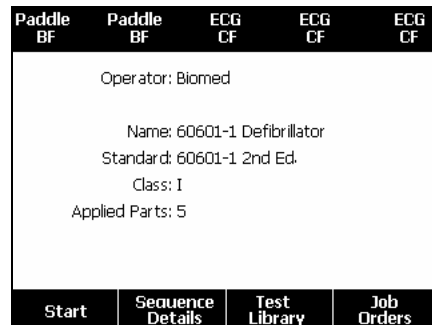 Paddle Paddle ECG ECG ECG
BF BF CF CF CF
Operator: Biomed
Name: 60601-1 Defibrillator
Standard: 60601-1 2nd Ed.
Class: I
Applied Parts: 5
Start Sequence Details Test Library Job Orders